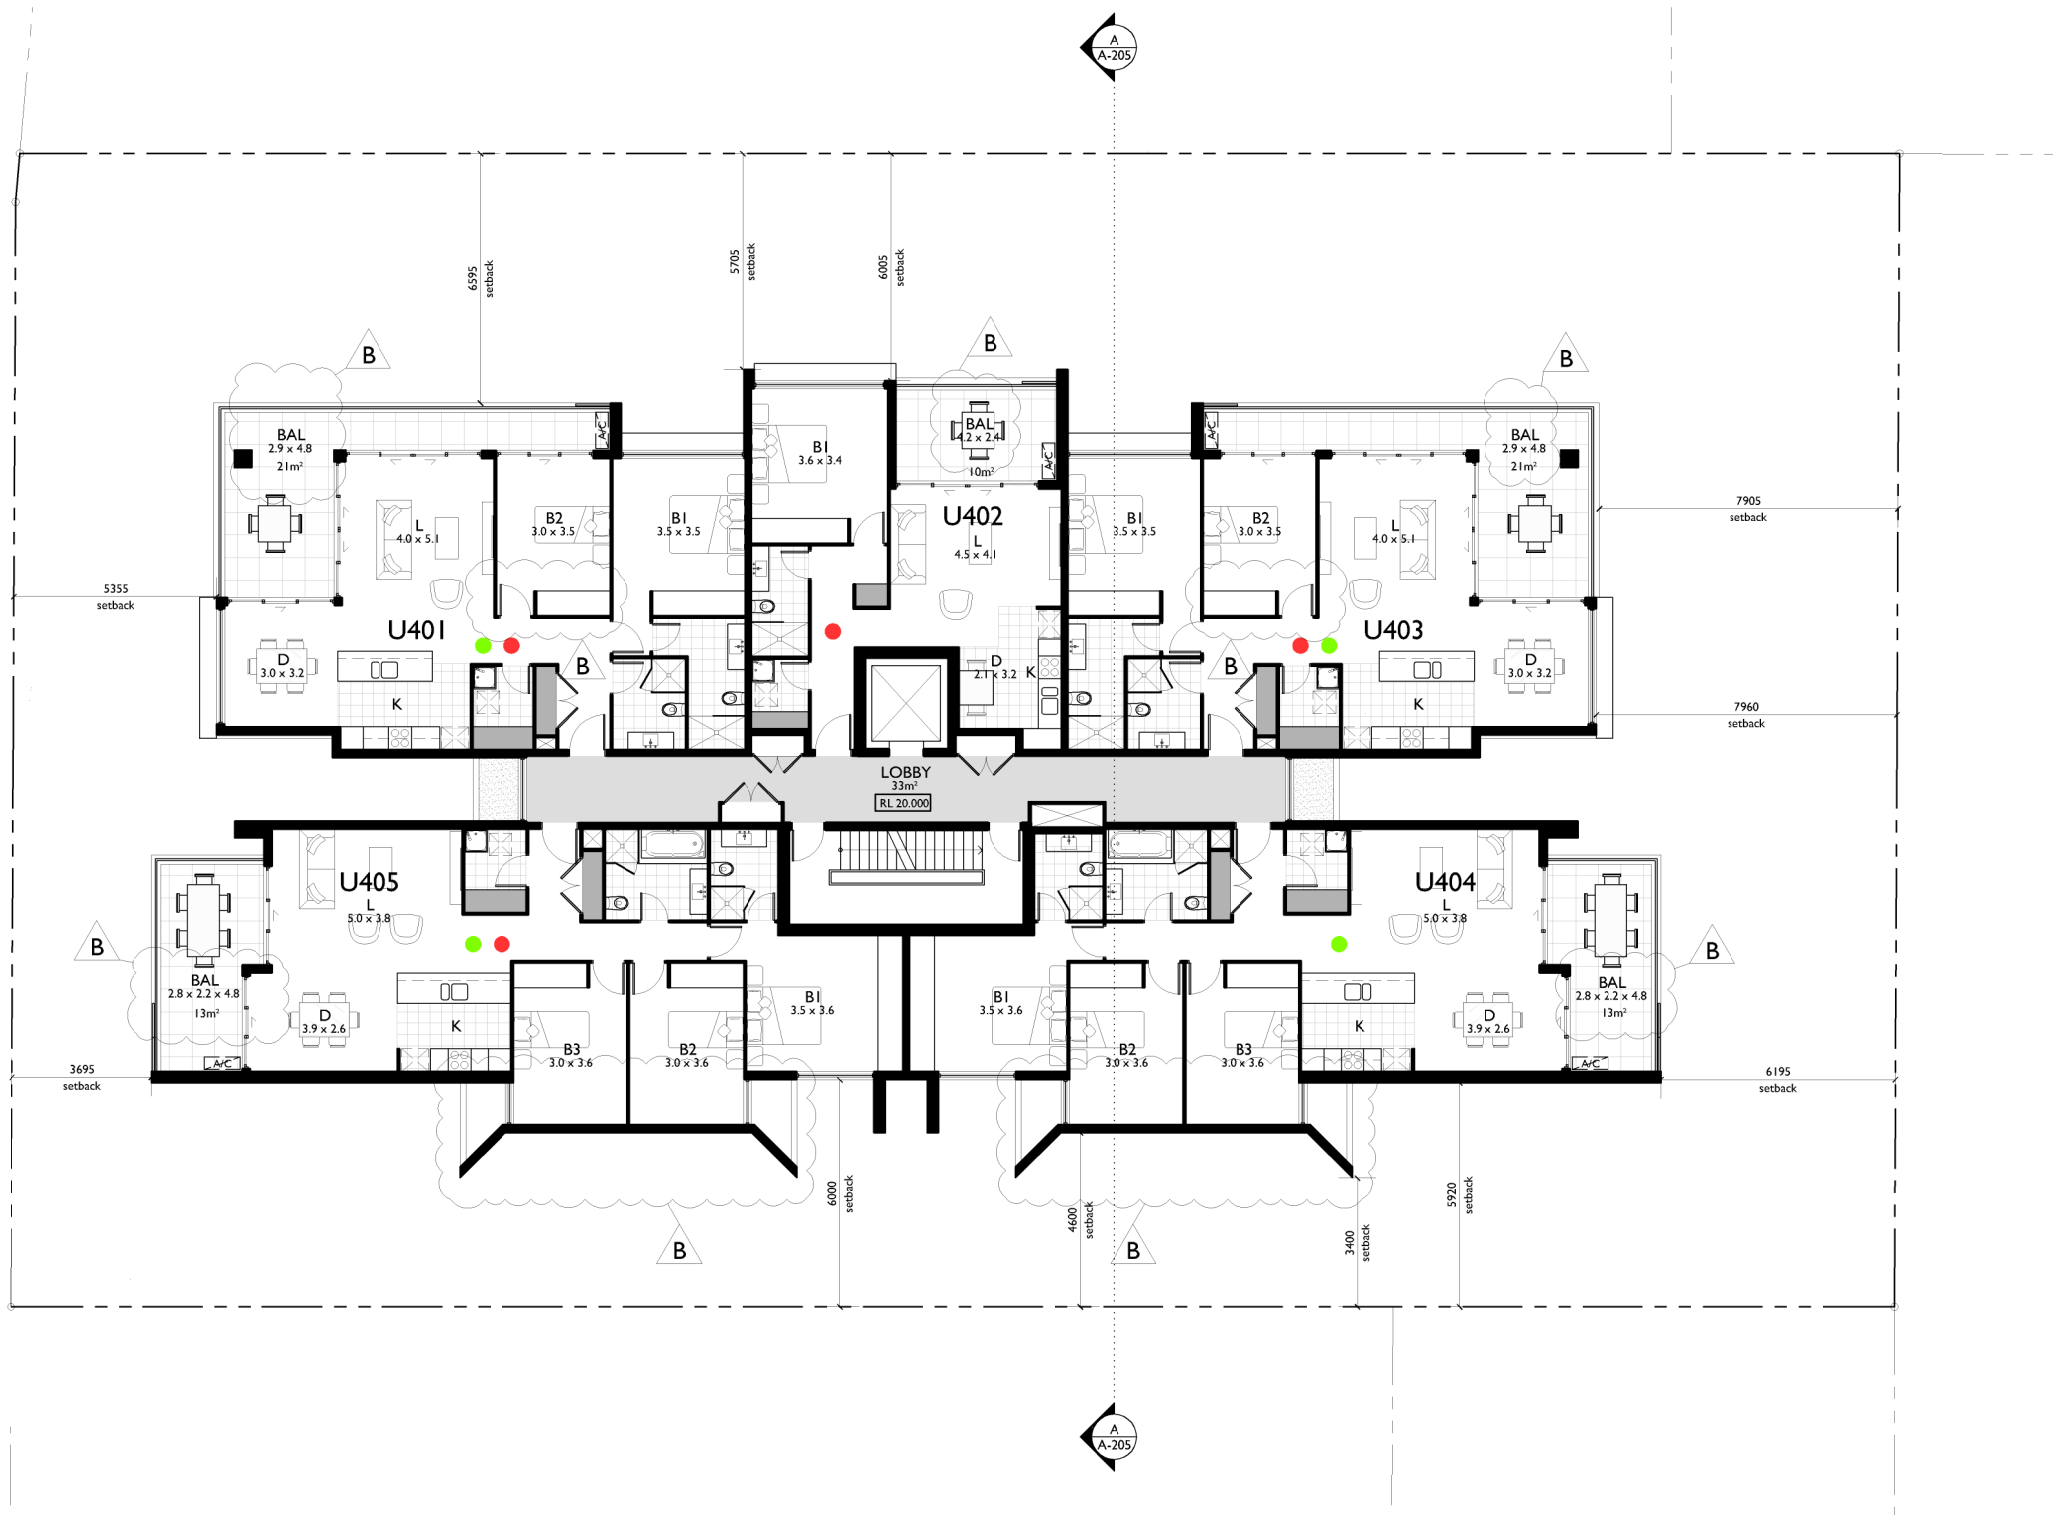 A
A-205
6595
setback
5705
setback
6005
setback
B
B
B
BAL
2.9 x 4.8
21m²
A/C
B1
3.6 x 3.4
BAL
4.2 x 2.4
10m²
A/C
A/C
BAL
2.9 x 4.8
21m²
7905
setback
L
4.0 x 5.1
B2
3.0 x 3.5
B1
3.5 x 3.5
U402
L
4.5 x 4.1
B1
3.5 x 3.5
B2
3.0 x 3.5
L
4.0 x 5.1
5355
setback
U401
U403
D
3.0 x 3.2
K
B
D
2.1 x 3.2
K
B
K
D
3.0 x 3.2
7960
setback
LOBBY
33m²
RL 20.000
U405
L
5.0 x 3.8
U404
L
5.0 x 3.8
B
B
BAL
2.8 x 2.2 x 4.8
13m²
D
3.9 x 2.6
K
B1
3.5 x 3.6
B1
3.5 x 3.6
K
D
3.9 x 2.6
BAL
2.8 x 2.2 x 4.8
13m²
B3
3.0 x 3.6
B2
3.0 x 3.6
B2
3.0 x 3.6
B3
3.0 x 3.6
A/C
A/C
3695
setback
6195
setback
6000
setback
4600
setback
3400
setback
5920
setback
B
B
A
A-205